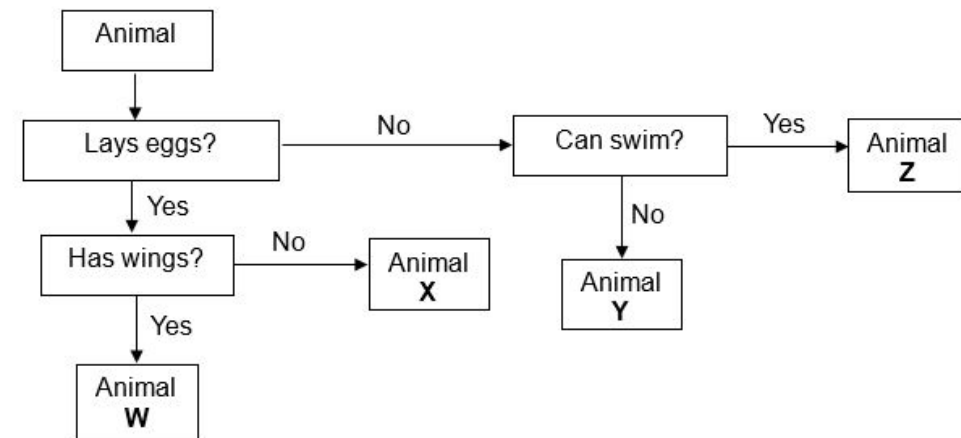 Animal
Lays eggs?
No
Can swim?
Yes
Animal
Z
Yes
No
Has wings?
No
Animal
X
Animal
Y
Yes
Animal
W